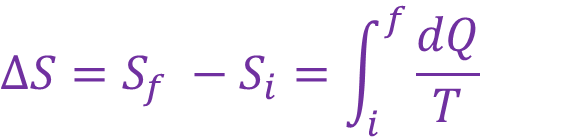 ΔS = S_f − S_i = ∫_i^f dQ/T